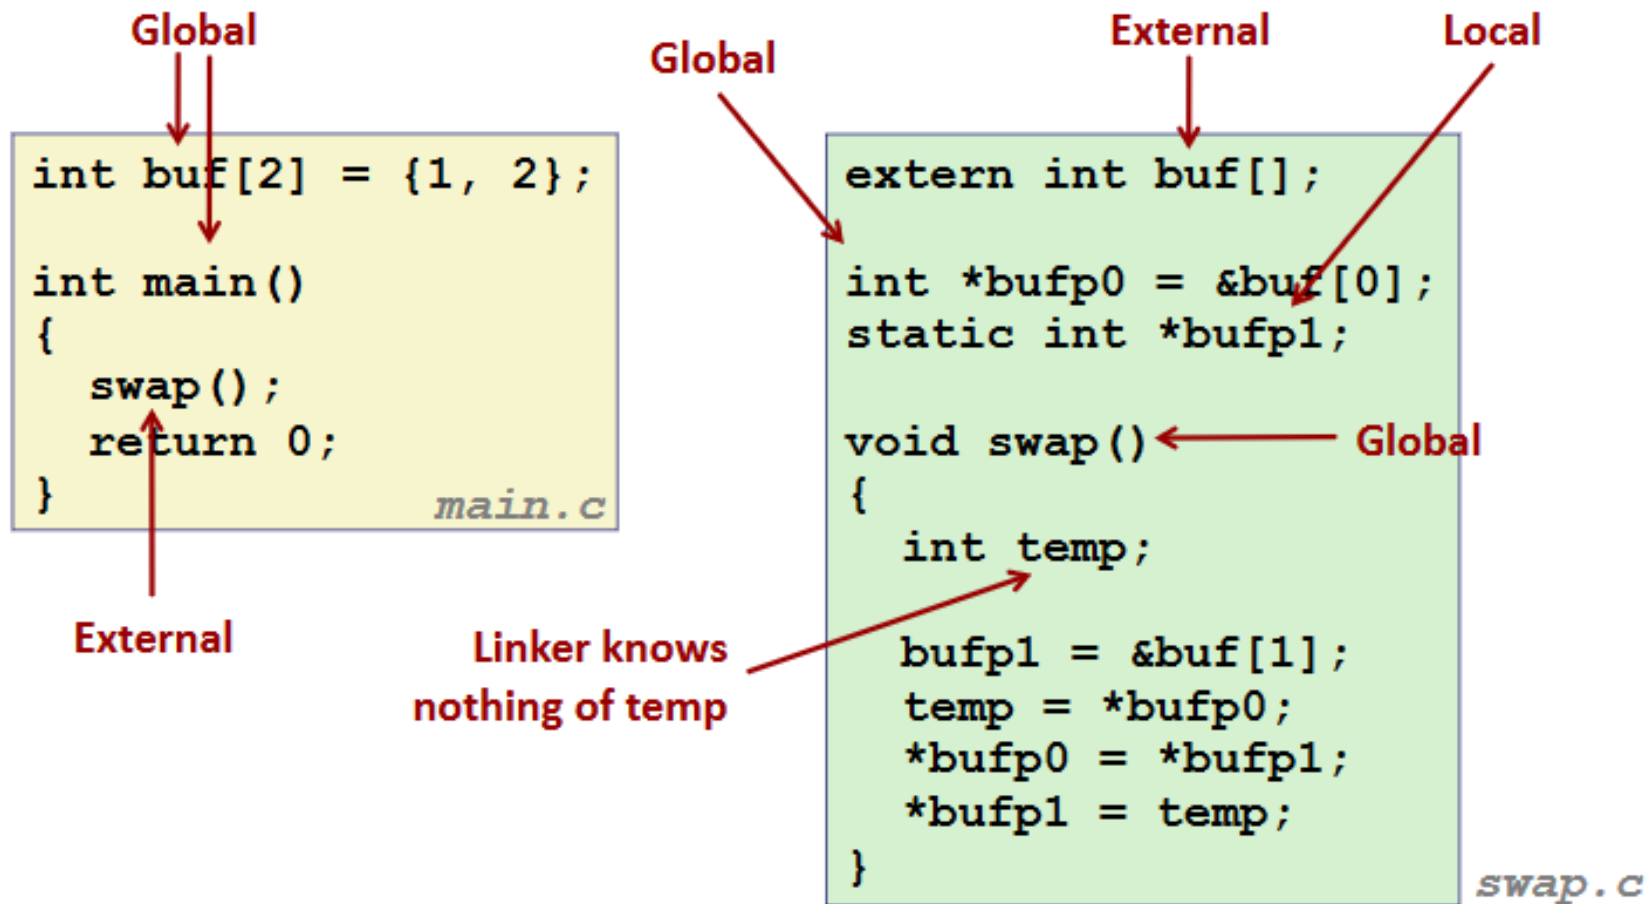 Global
int buf[2] = {1, 2};
int main()
{
  swap();
  return 0;
}
main.c
External
Global
External
Local
extern int buf[];
int *bufp0 = &buf[0];
static int *bufp1;
void swap()
Global
{
  int temp;
Linker knows
nothing of temp
  bufp1 = &buf[1];
  temp = *bufp0;
  *bufp0 = *bufp1;
  *bufp1 = temp;
}
swap.c